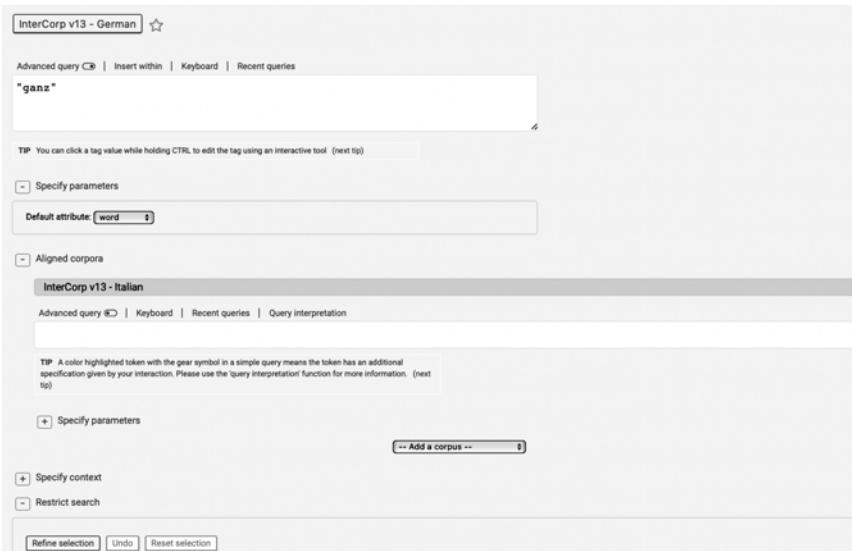 InterCorp v13 - German
Advanced query | Insert within | Keyboard | Recent queries
"ganz"
TIP You can click a tag value while holding CTRL to edit the tag using an interactive tool (next tip)
- Specify parameters
Default attribute: word
- Aligned corpora
InterCorp v13 - Italian
Advanced query | Keyboard | Recent queries | Query interpretation
TIP A color highlighted token with the gear symbol in a simple query means the token has an additional
specification given by your interaction. Please use the 'query interpretation' function for more information. (next
tip)
+ Specify parameters
-- Add a corpus --
+ Specify context
- Restrict search
Refine selection Undo Reset selection